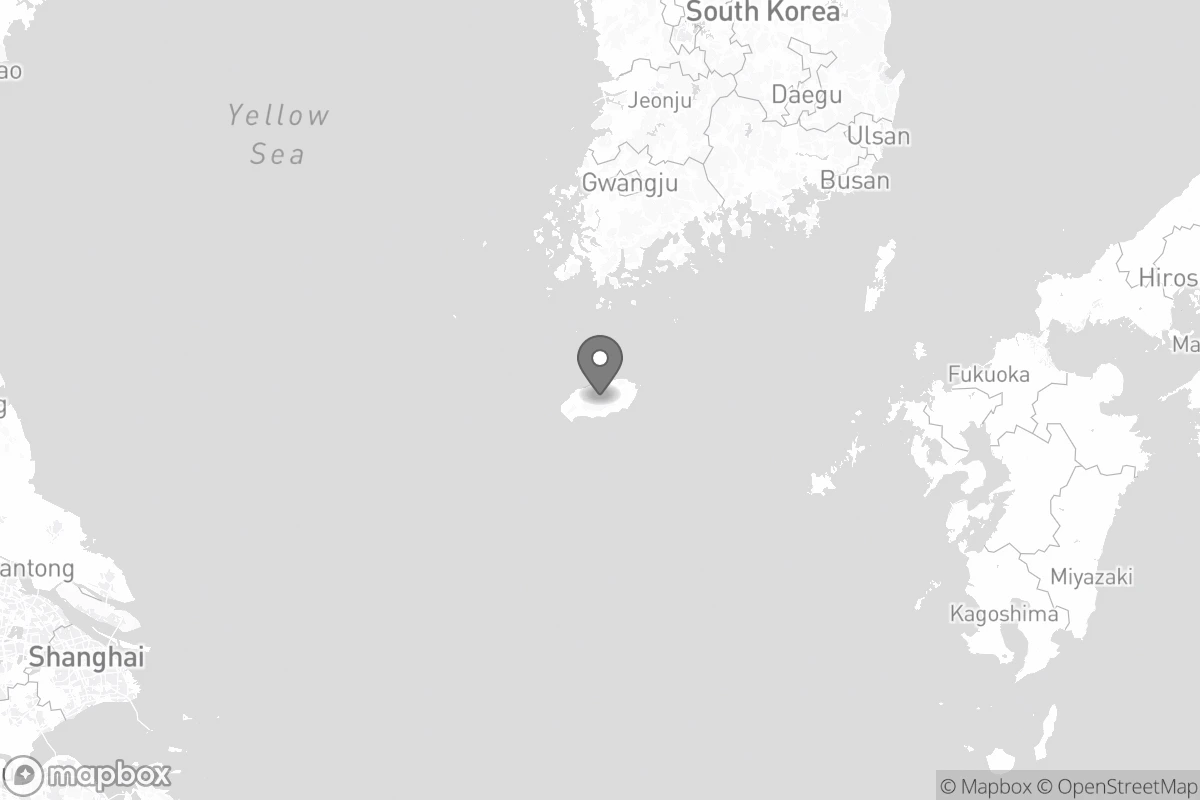 South Korea
ao
Yellow
Sea
Jeonju
Daegu
Ulsan
Gwangju
Busan
Hiros
Ma
Fukuoka
g
antong
Miyazaki
Kagoshima
Shanghai
mapbox
© Mapbox © OpenStreetMap